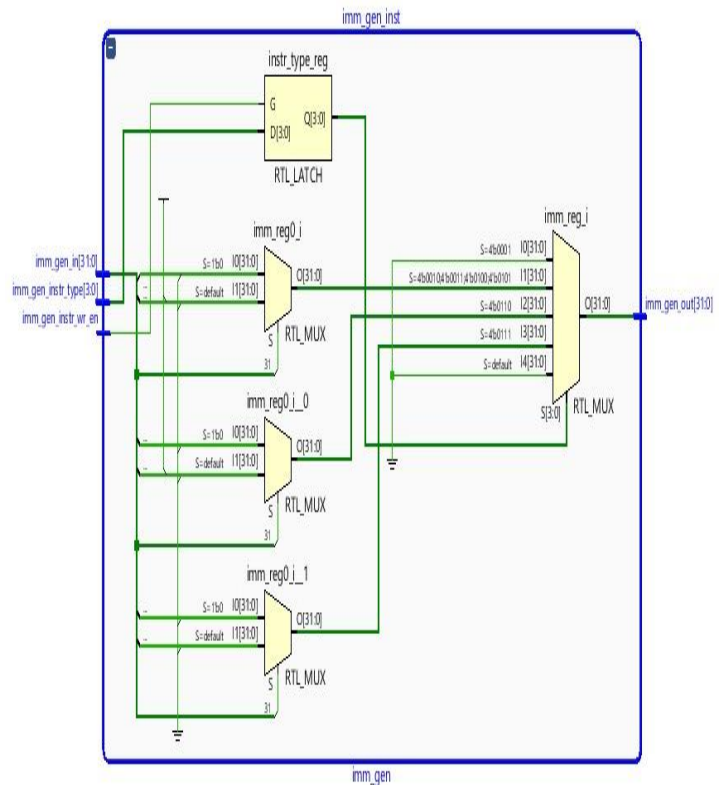 imm_gen_inst
instr_type_reg
G
D[3:0]
Q[3:0]
RTL_LATCH
imm_reg_i
imm_reg0_i
imm_gen_in[31:0]
imm_gen_instr_type[3:0]
imm_gen_instr_wr_en
S=1'b0 I0[31:0]
S=default I1[31:0]
O[31:0]
S
RTL_MUX
31
S=4'b0001 I0[31:0]
S=4'b0010;4'b0011;4'b0100;4'b0101 I1[31:0]
S=4'b0110 I2[31:0]
S=4'b0111 I3[31:0]
S=default I4[31:0]
O[31:0]
imm_gen_out[31:0]
S[3:0]
RTL_MUX
imm_reg0_i__0
S=1'b0 I0[31:0]
S=default I1[31:0]
O[31:0]
S
RTL_MUX
31
imm_reg0_i__1
S=1'b0 I0[31:0]
S=default I1[31:0]
O[31:0]
S
RTL_MUX
31
imm_gen